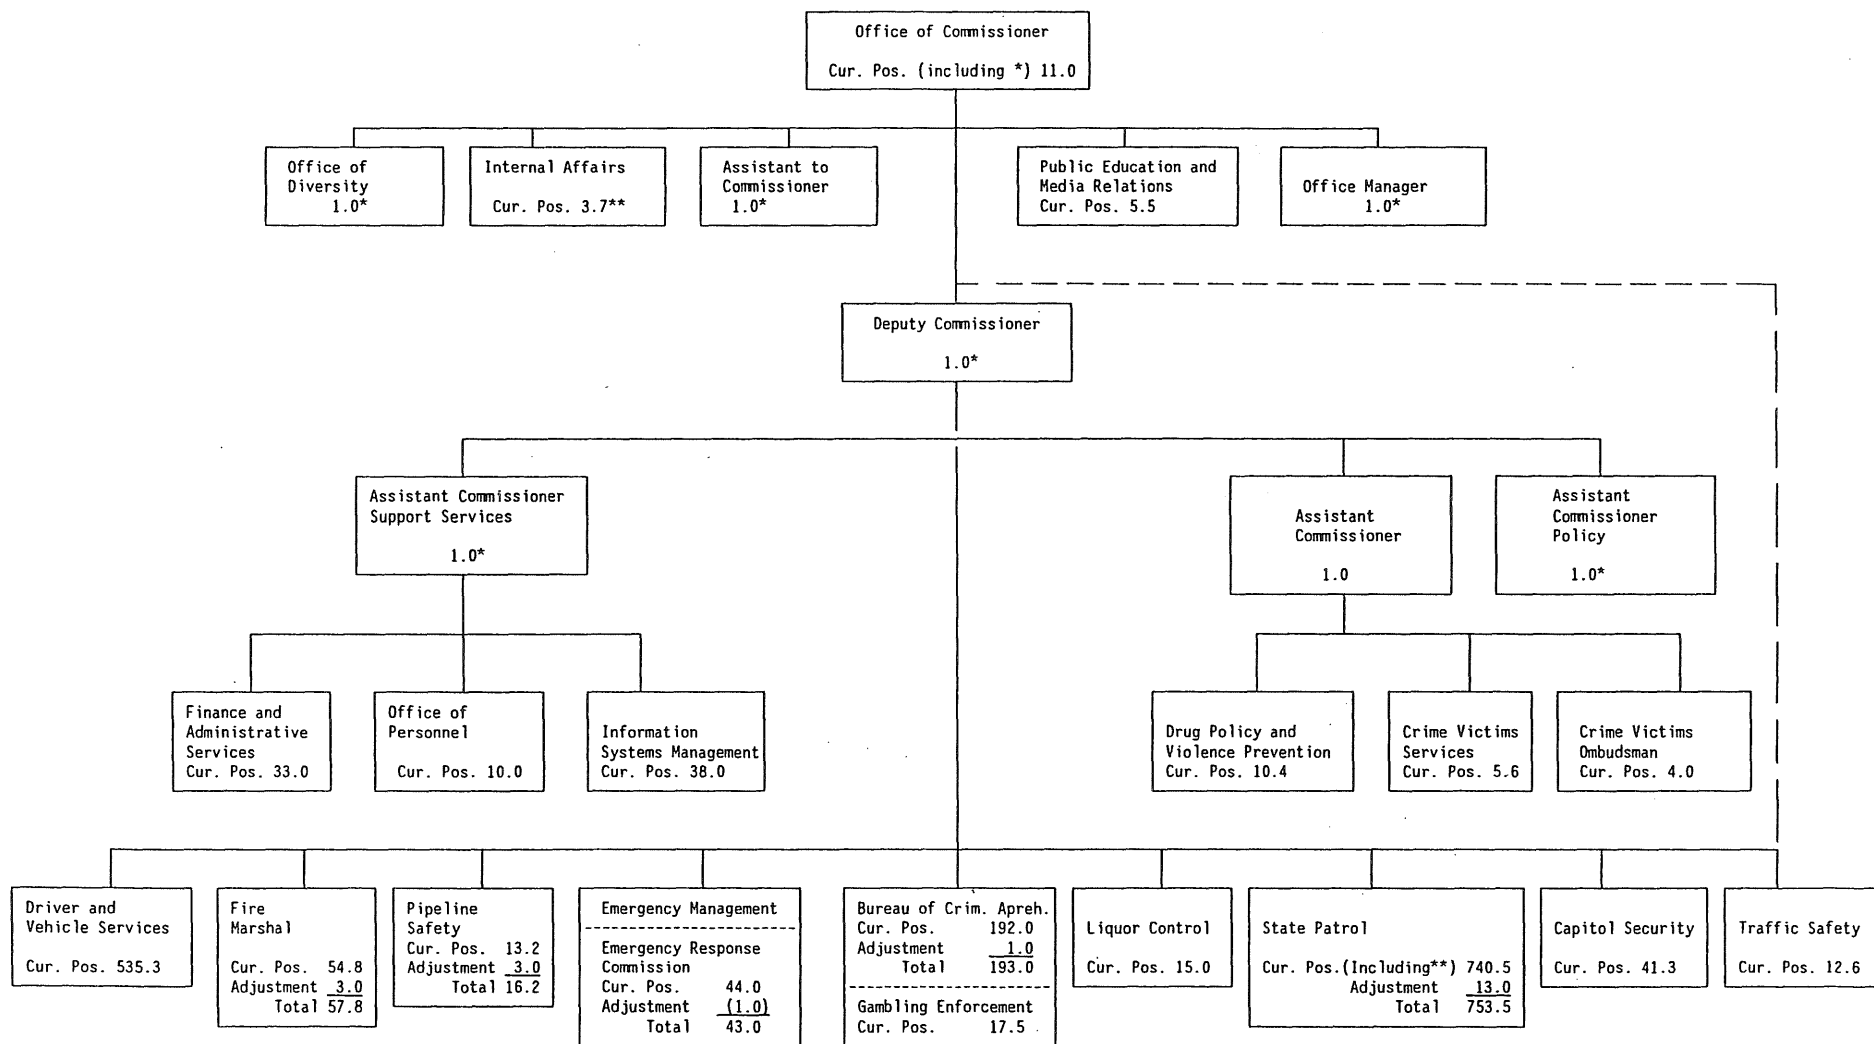 Office of Commissioner
Cur. Pos. (including *) 11.0
Office of
Diversity
1.0*
Internal Affairs
Cur. Pos. 3.7**
Assistant to
Commissioner
1.0*
Public Education and
Media Relations
Cur. Pos. 5.5
Office Manager
1.0*
Deputy Commissioner
1.0*
Assistant Commissioner
Support Services
1.0*
Assistant
Commissioner
1.0
Assistant
Commissioner
Policy
1.0*
Finance and
Administrative
Services
Cur. Pos. 33.0
Office of
Personnel
Cur. Pos. 10.0
Information
Systems Management
Cur. Pos. 38.0
Drug Policy and
Violence Prevention
Cur. Pos. 10.4
Crime Victims
Services
Cur. Pos. 5.6
Crime Victims
Ombudsman
Cur. Pos. 4.0
Driver and
Vehicle Services
Cur. Pos. 535.3
Fire
Marshal
Cur. Pos. 54.8
Adjustment 3.0
Total 57.8
Pipeline
Safety
Cur. Pos. 13.2
Adjustment 3.0
Total 16.2
Emergency Management
Emergency Response
Commission
Cur. Pos. 44.0
Adjustment (1.0)
Total 43.0
Bureau of Crim. Apreh.
Cur. Pos. 192.0
Adjustment 1.0
Total 193.0
Gambling Enforcement
Cur. Pos. 17.5
Liquor Control
Cur. Pos. 15.0
State Patrol
Cur. Pos.(Including**) 740.5
Adjustment 13.0
Total 753.5
Capitol Security
Cur. Pos. 41.3
Traffic Safety
Cur. Pos. 12.6